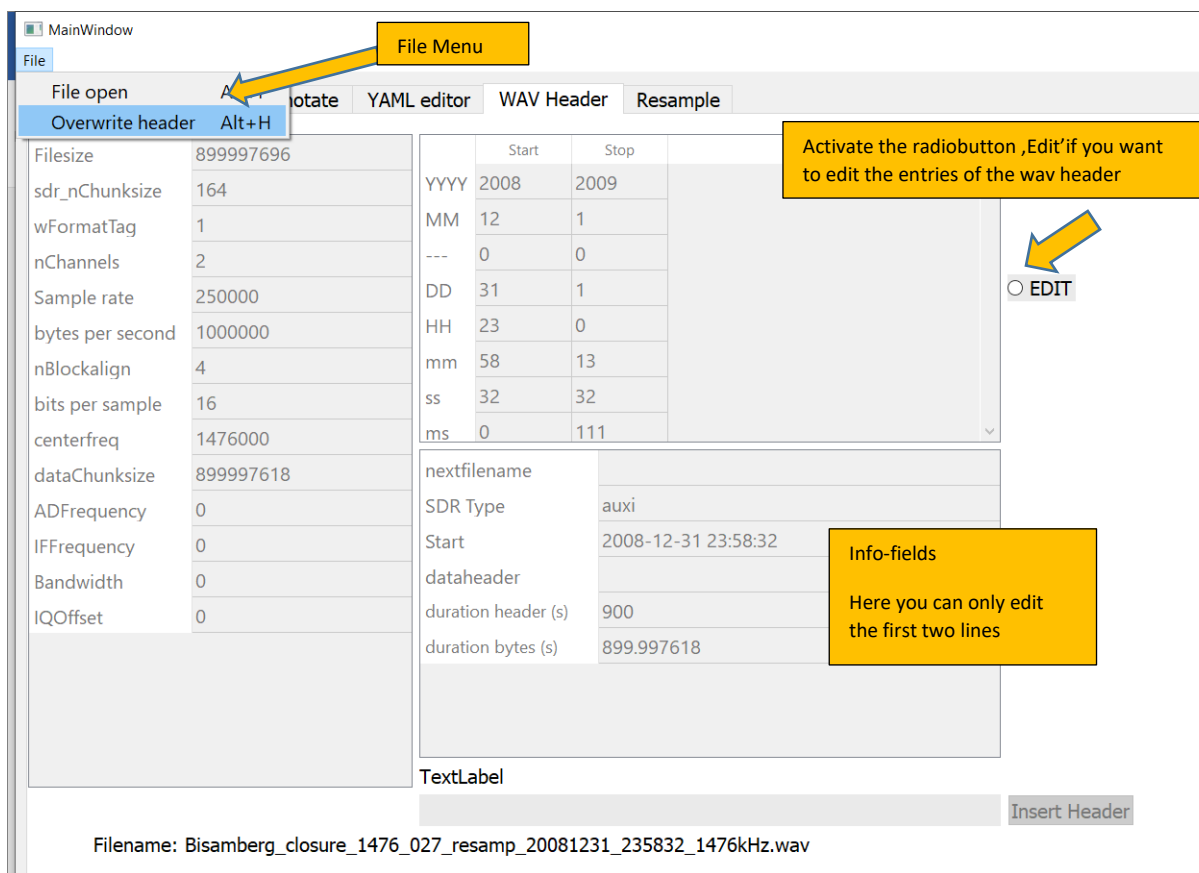 MainWindow
File
File Menu
File open
notate YAML editor WAV Header Resample
Overwrite header Alt+H
Activate the radiobutton ‚Edit'if you want
to edit the entries of the wav header
EDIT
Filesize 899997696
sdr_nChunksize 164
wFormatTag 1
nChannels 2
Sample rate 250000
bytes per second 1000000
nBlockalign 4
bits per sample 16
centerfreq 1476000
dataChunksize 899997618
ADFrequency 0
IFFrequency 0
Bandwidth 0
IQOffset 0
Start Stop
YYYY 2008 2009
MM 12 1
--- 0 0
DD 31 1
HH 23 0
mm 58 13
ss 32 32
ms 0 111
nextfilename
SDR Type auxi
Start 2008-12-31 23:58:32
dataheader
duration header (s) 900
duration bytes (s) 899.997618
Info-fields
Here you can only edit
the first two lines
TextLabel
Insert Header
Filename: Bisamberg_closure_1476_027_resamp_20081231_235832_1476kHz.wav